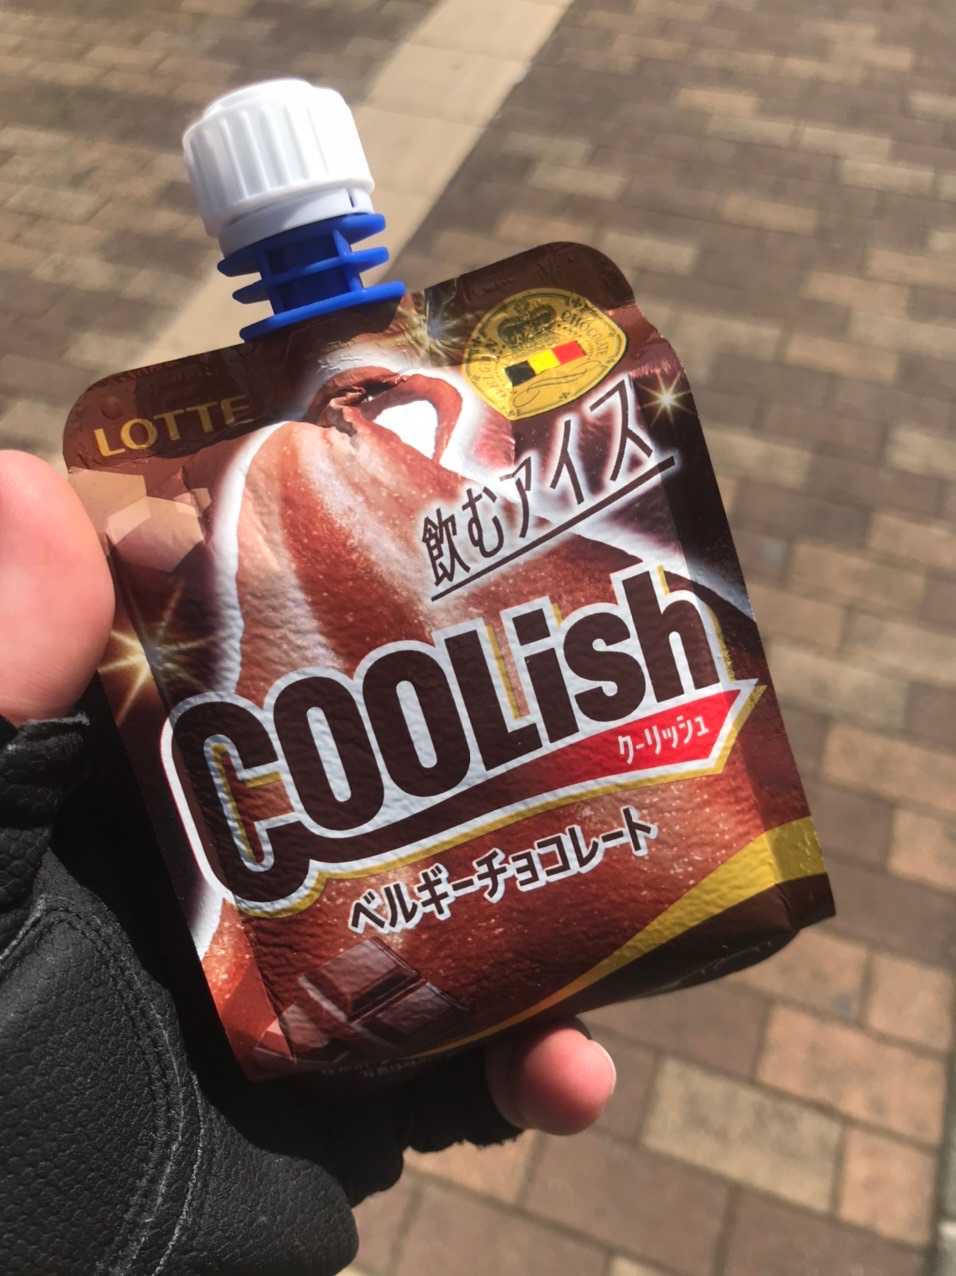 LOTTE
chocolate
飲むアイス
COOLish
クーリッシュ
ベルギーチョコレート